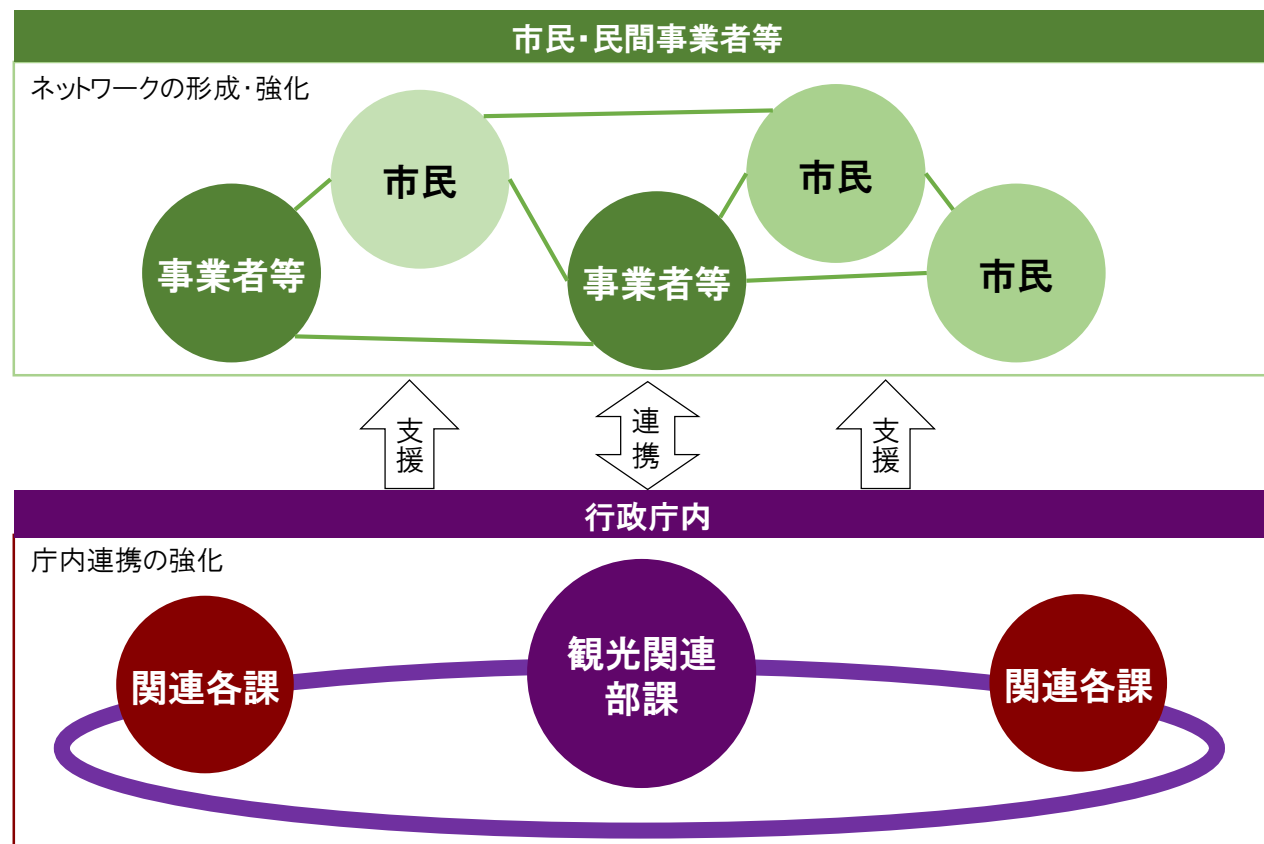 市民・民間事業者等
ネットワークの形成・強化
市民
市民
事業者等
事業者等
市民
支援
連携
支援
行政庁内
庁内連携の強化
観光関連
部課
関連各課
関連各課